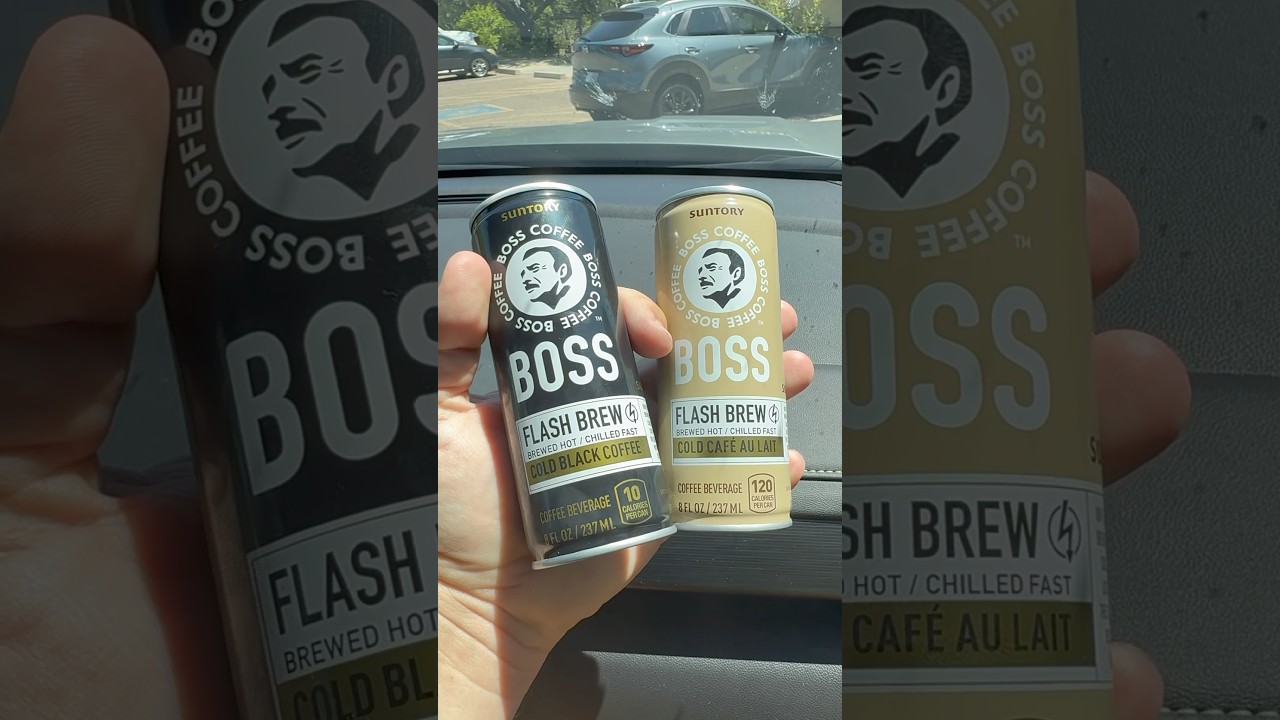 SUNTORY
BOSS COFFEE BOSS COFFEE BOSS COFFEE
TM
BOSS
FLASH BREW
BREWED HOT / CHILLED FAST
COLD BLACK COFFEE
COFFEE BEVERAGE
10
CALORIES
PER CAN
8 FL OZ / 237 ML
SUNTORY
BOSS COFFEE BOSS COFFEE BOSS COFFEE
TM
BOSS
FLASH BREW
BREWED HOT / CHILLED FAST
COLD CAFÉ AU LAIT
COFFEE BEVERAGE
120
CALORIES
PER CAN
8 FL OZ / 237 ML